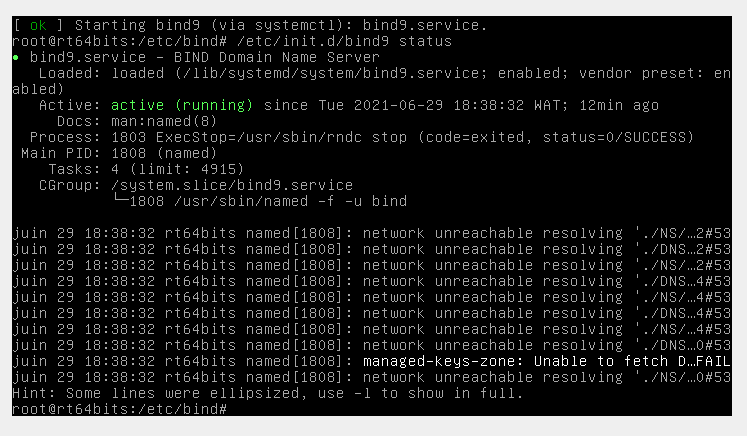 [ ok ] Starting bind9 (via systemctl): bind9.service.
root@rt64bits:/etc/bind# /etc/init.d/bind9 status
● bind9.service - BIND Domain Name Server
   Loaded: loaded (/lib/systemd/system/bind9.service; enabled; vendor preset: en
abled)
   Active: active (running) since Tue 2021-06-29 18:38:32 WAT; 12min ago
     Docs: man:named(8)
  Process: 1803 ExecStop=/usr/sbin/rndc stop (code=exited, status=0/SUCCESS)
 Main PID: 1808 (named)
    Tasks: 4 (limit: 4915)
   CGroup: /system.slice/bind9.service
           └─1808 /usr/sbin/named -f -u bind
juin 29 18:38:32 rt64bits named[1808]: network unreachable resolving './NS/…2#53
juin 29 18:38:32 rt64bits named[1808]: network unreachable resolving './DNS…2#53
juin 29 18:38:32 rt64bits named[1808]: network unreachable resolving './NS/…2#53
juin 29 18:38:32 rt64bits named[1808]: network unreachable resolving './DNS…4#53
juin 29 18:38:32 rt64bits named[1808]: network unreachable resolving './NS/…4#53
juin 29 18:38:32 rt64bits named[1808]: network unreachable resolving './DNS…4#53
juin 29 18:38:32 rt64bits named[1808]: network unreachable resolving './NS/…4#53
juin 29 18:38:32 rt64bits named[1808]: network unreachable resolving './DNS…0#53
juin 29 18:38:32 rt64bits named[1808]: managed-keys-zone: Unable to fetch D…FAIL
juin 29 18:38:32 rt64bits named[1808]: network unreachable resolving './NS/…0#53
Hint: Some lines were ellipsized, use -l to show in full.
root@rt64bits:/etc/bind#